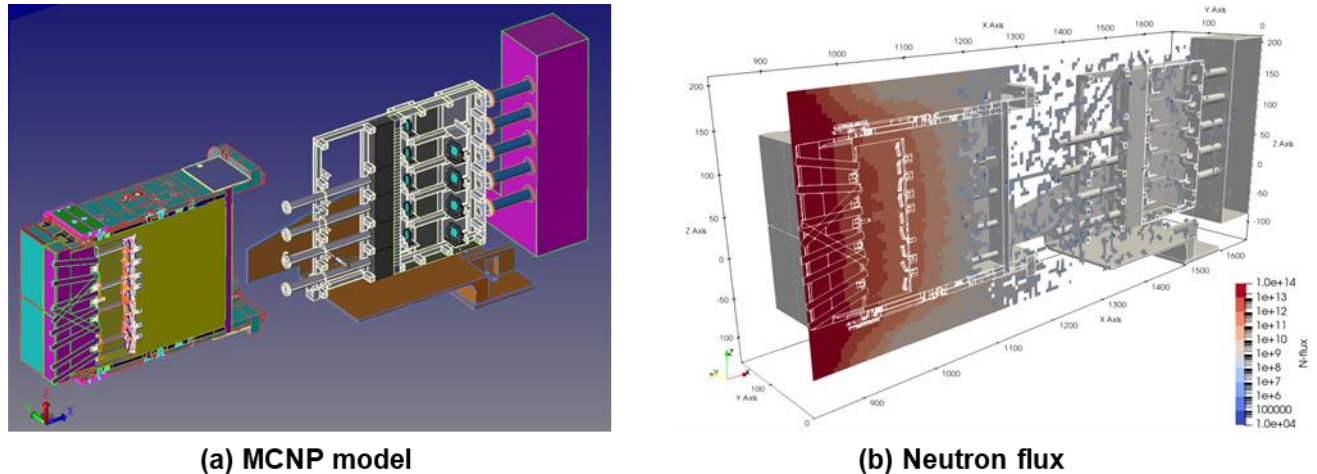 Z
X
X Axis
Y Axis
900
1000
1100
1200
1300
1400
1500
1600
100
0
200
150
100
50
0
-50
-100
Z Axis
200
150
100
50
0
-50
-100
Z Axis
Z
X
Y Axis
100
0
900
1000
1100
1200
1300
1400
1500
1600
X Axis
1.0e+14
1e+13
1e+12
1e+11
1e+10
1e+9
1e+8
1e+7
1e+6
100000
1.0e+04
N-flux
(a) MCNP model
(b) Neutron flux